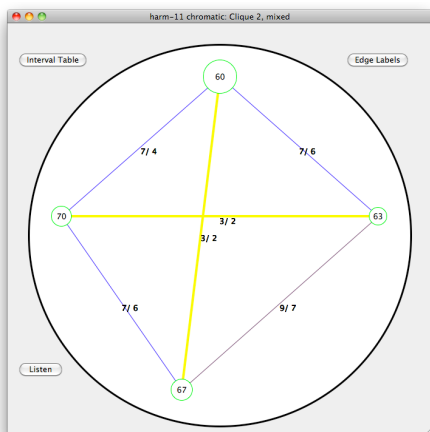 harm-11 chromatic: Clique 2, mixed
Interval Table
Edge Labels
60
7/ 4
7/ 6
70
63
3/ 2
3/ 2
7/ 6
9/ 7
Listen
67